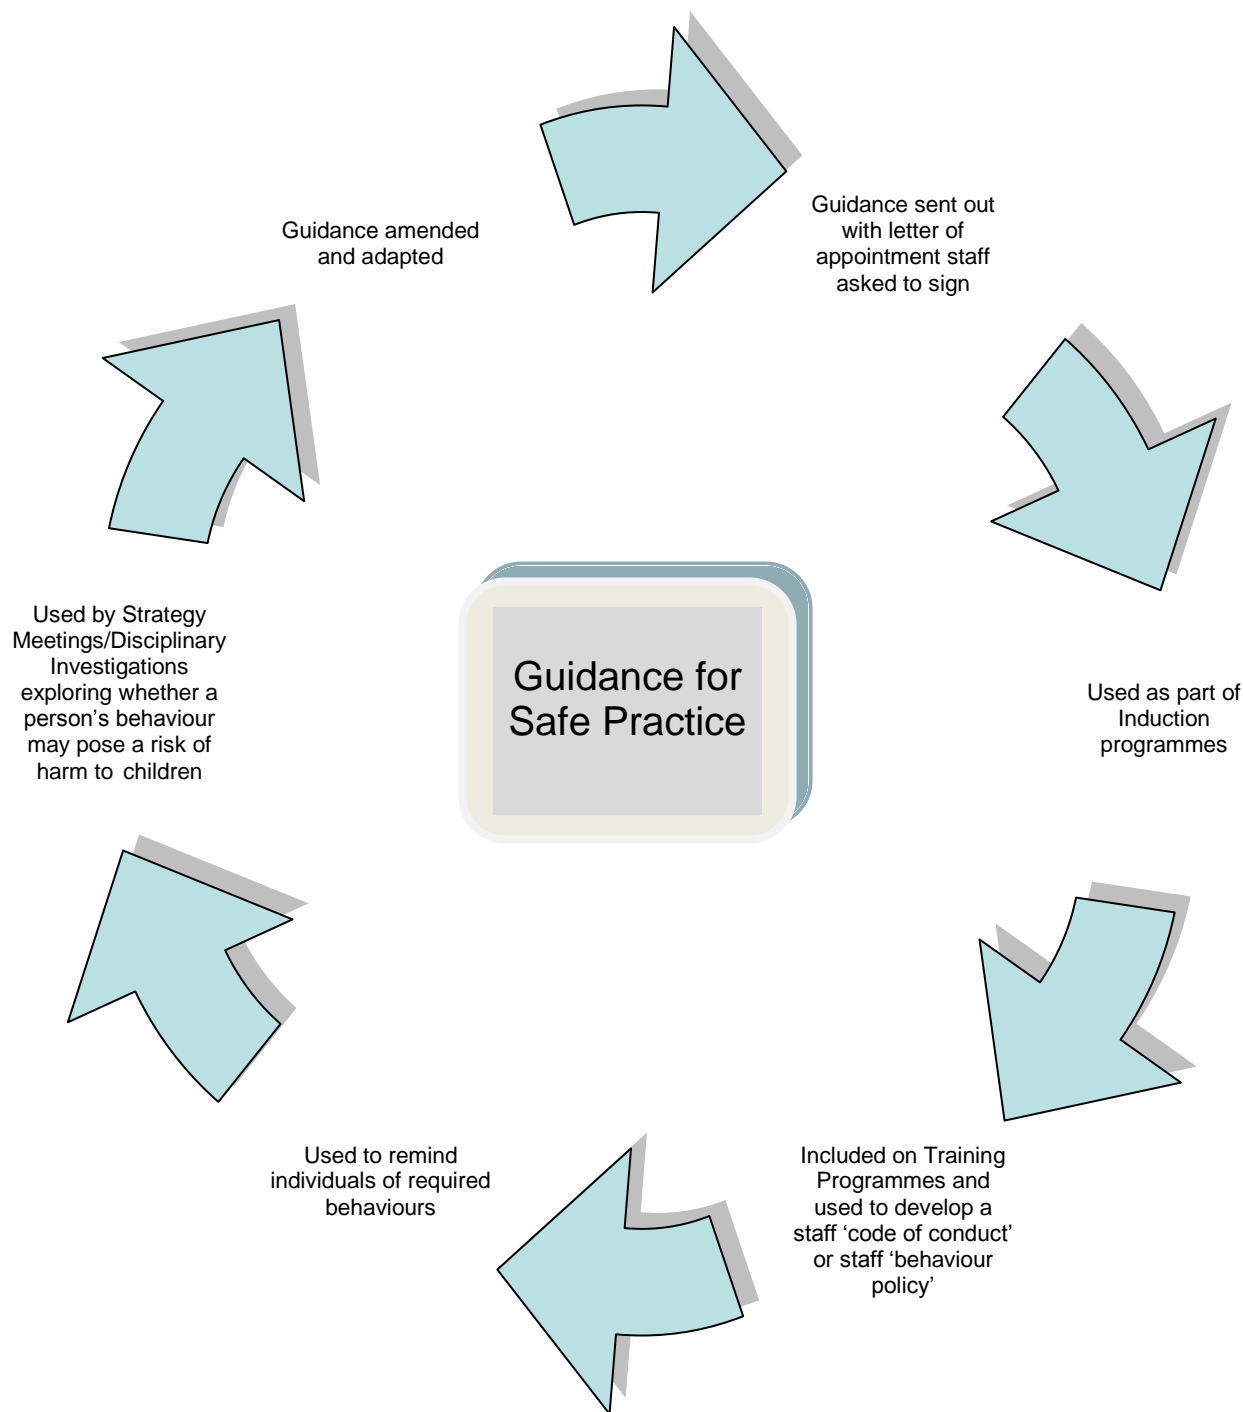 Guidance amended
and adapted
Guidance sent out
with letter of
appointment staff
asked to sign
Used by Strategy
Meetings/Disciplinary
Investigations
exploring whether a
person’s behaviour
may pose a risk of
harm to children
Guidance for
Safe Practice
Used as part of
Induction
programmes
Used to remind
individuals of required
behaviours
Included on Training
Programmes and
used to develop a
staff ‘code of conduct’
or staff ‘behaviour
policy’